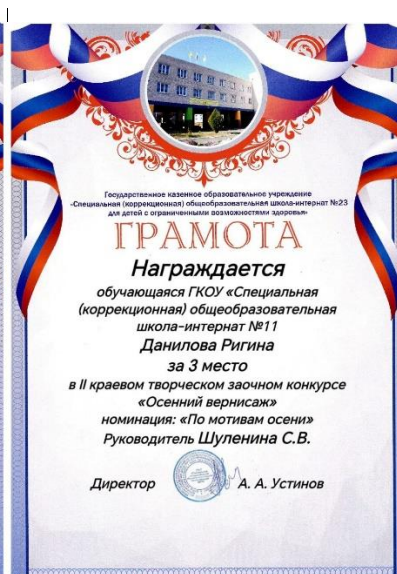 Государственное казенное образовательное учреждение
«Специальная (коррекционная) общеобразовательная школа-интернат №23
для детей с ограниченными возможностями здоровья»
ГРАМОТА
Награждается
обучающаяся ГКОУ «Специальная
(коррекционная) общеобразовательная
школа-интернат №11
Данилова Ригина
за 3 место
в II краевом творческом заочном конкурсе
«Осенний вернисаж»
номинация: «По мотивам осени»
Руководитель Шуленина С.В.
Директор А. А. Устинов